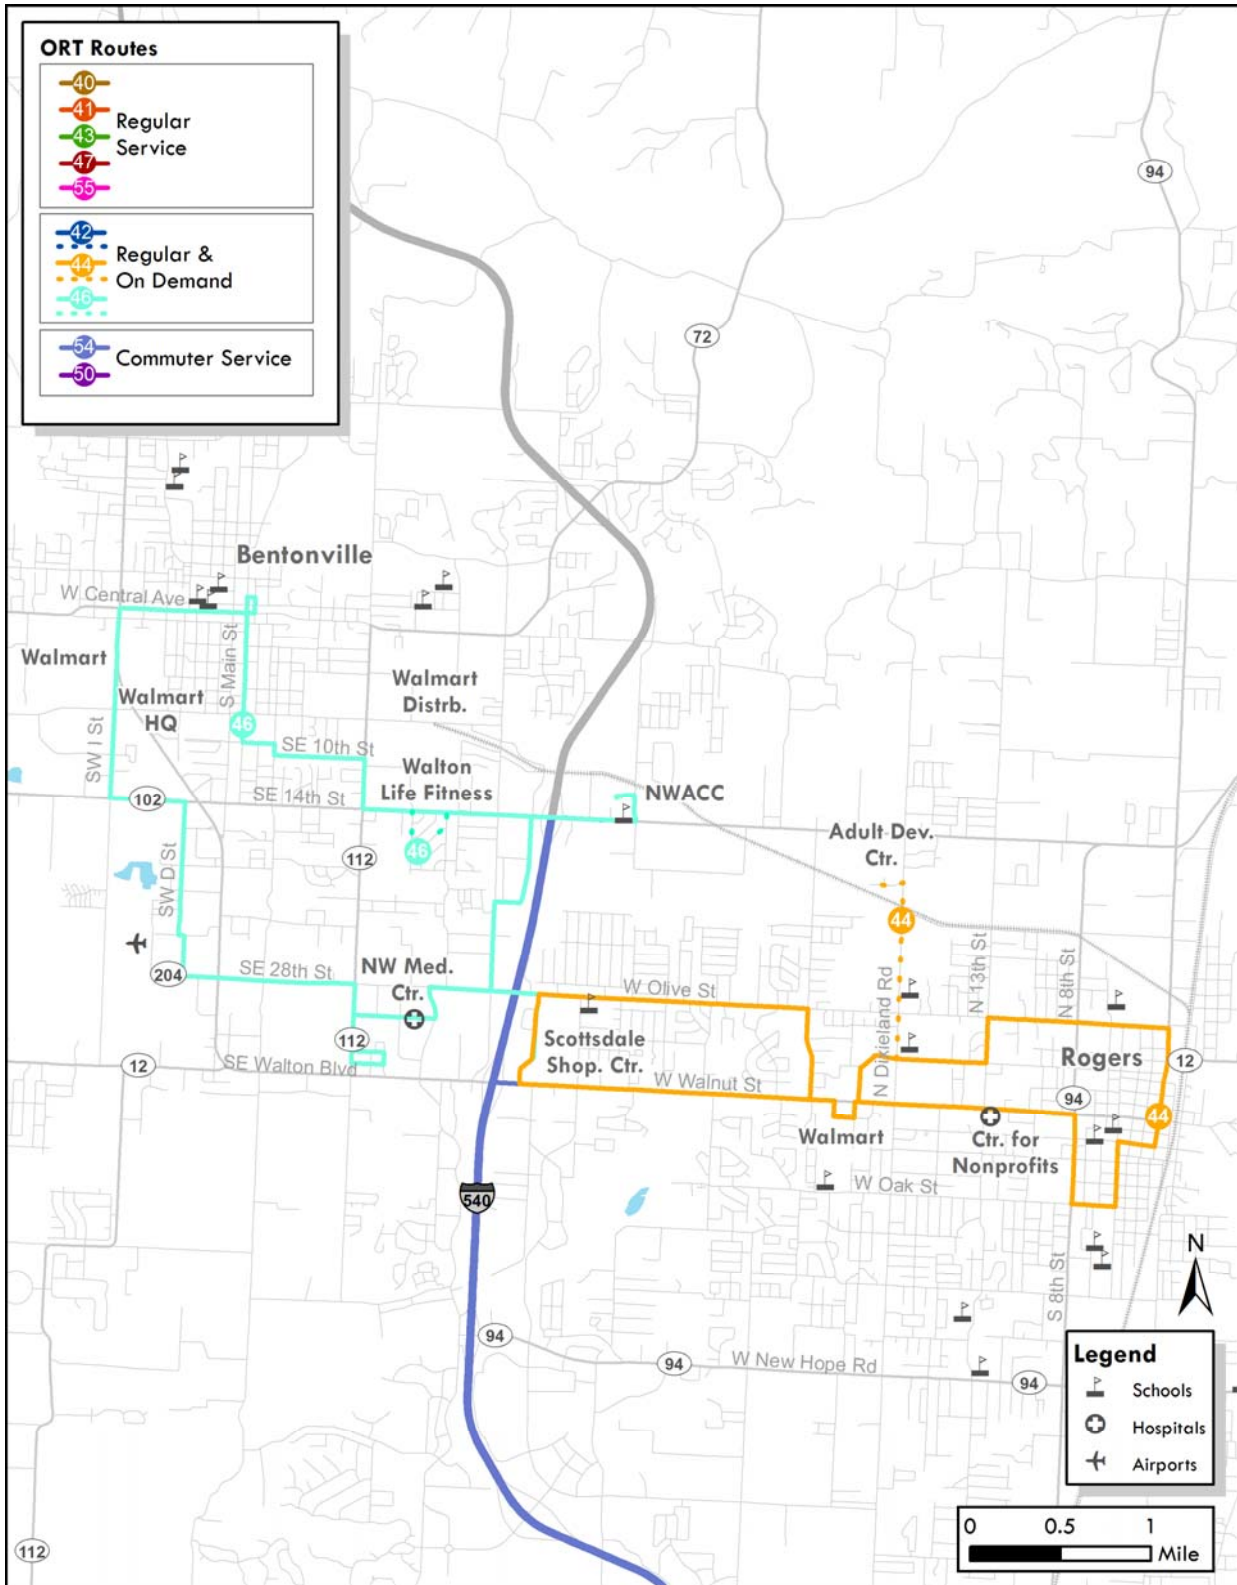 ORT Routes
40
41
43
47
55
Regular
Service
42
44
46
Regular &
On Demand
54
50
Commuter Service
94
72
Bentonville
W Central Ave
Walmart
S Main St
Walmart
HQ
Walmart
Distrb.
46
SW I St
SE 10th St
Walton
Life Fitness
102
SE 14th St
NWACC
Adult Dev.
Ctr.
46
112
SW D St
44
N Dixieland Rd
N 13th St
N 8th St
204
SE 28th St
NW Med.
Ctr.
W Olive St
112
Scottsdale
Shop. Ctr.
Rogers
12
SE Walton Blvd
W Walnut St
12
94
44
Walmart
Ctr. for
Nonprofits
W Oak St
540
S 8th St
N
94
94
W New Hope Rd
94
Legend
Schools
Hospitals
Airports
0 0.5 1
Mile
112